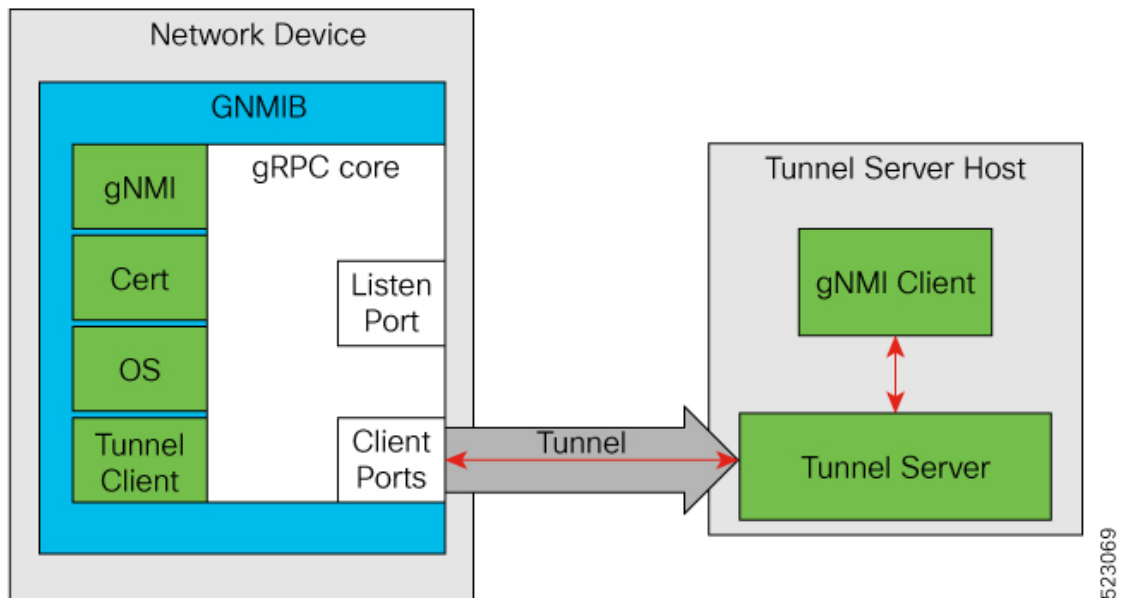 Network Device
GNMIB
gNMI
Cert
OS
Tunnel
Client
gRPC core
Listen
Port
Client
Ports
Tunnel
Tunnel Server Host
gNMI Client
Tunnel Server
523069